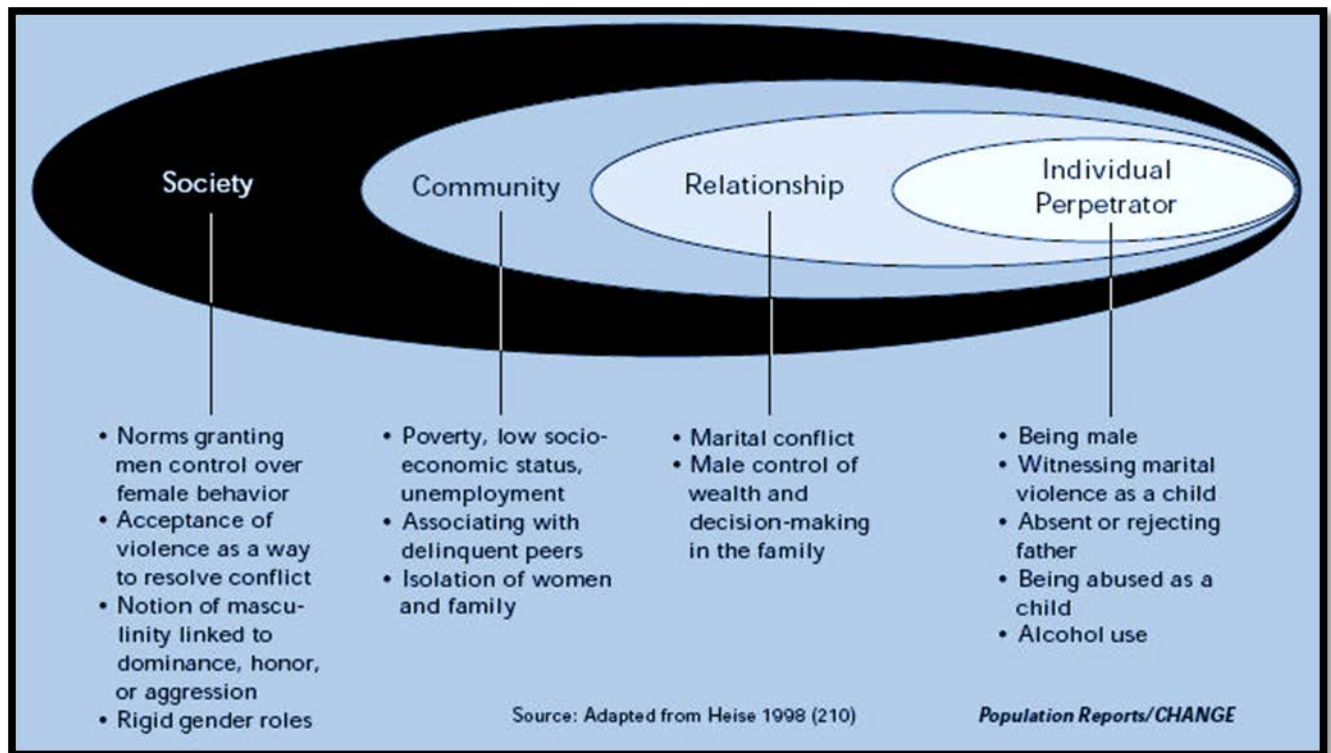 Society
Community
Relationship
Individual
Perpetrator
• Norms granting
men control over
female behavior
• Acceptance of
violence as a way
to resolve conflict
• Notion of mascu-
linity linked to
dominance, honor,
or aggression
• Rigid gender roles
• Poverty, low socio-
economic status,
unemployment
• Associating with
delinquent peers
• Isolation of women
and family
• Marital conflict
• Male control of
wealth and
decision-making
in the family
• Being male
• Witnessing marital
violence as a child
• Absent or rejecting
father
• Being abused as a
child
• Alcohol use
Source: Adapted from Heise 1998 (210)
Population Reports/CHANGE